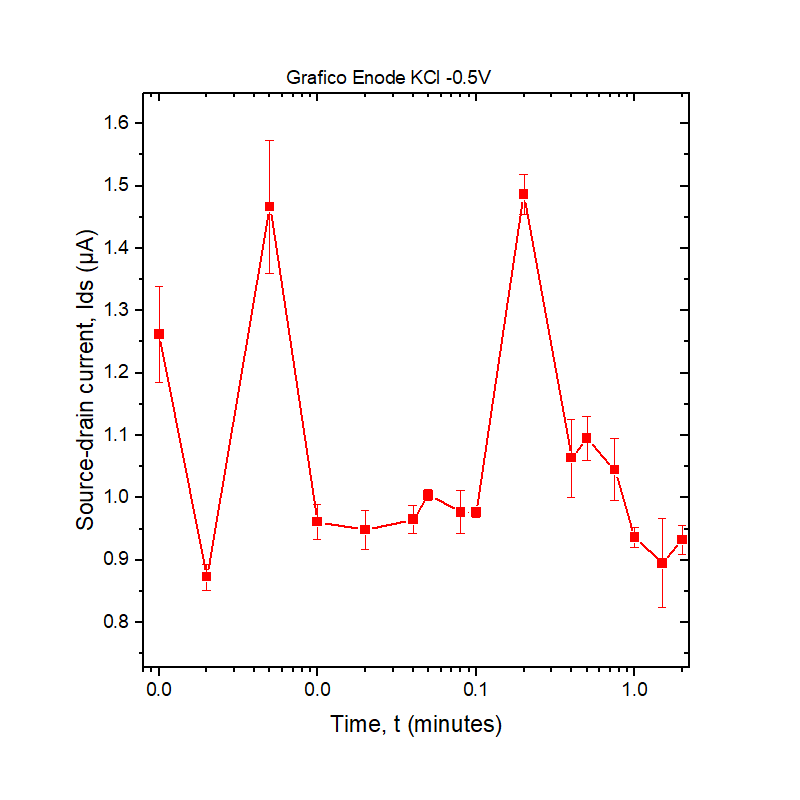 Grafico Enode KCl -0.5V
1.6
1.5
1.4
1.3
1.2
1.1
1.0
0.9
0.8
Source-drain current, Ids (µA)
0.0 0.0 0.1 1.0
Time, t (minutes)